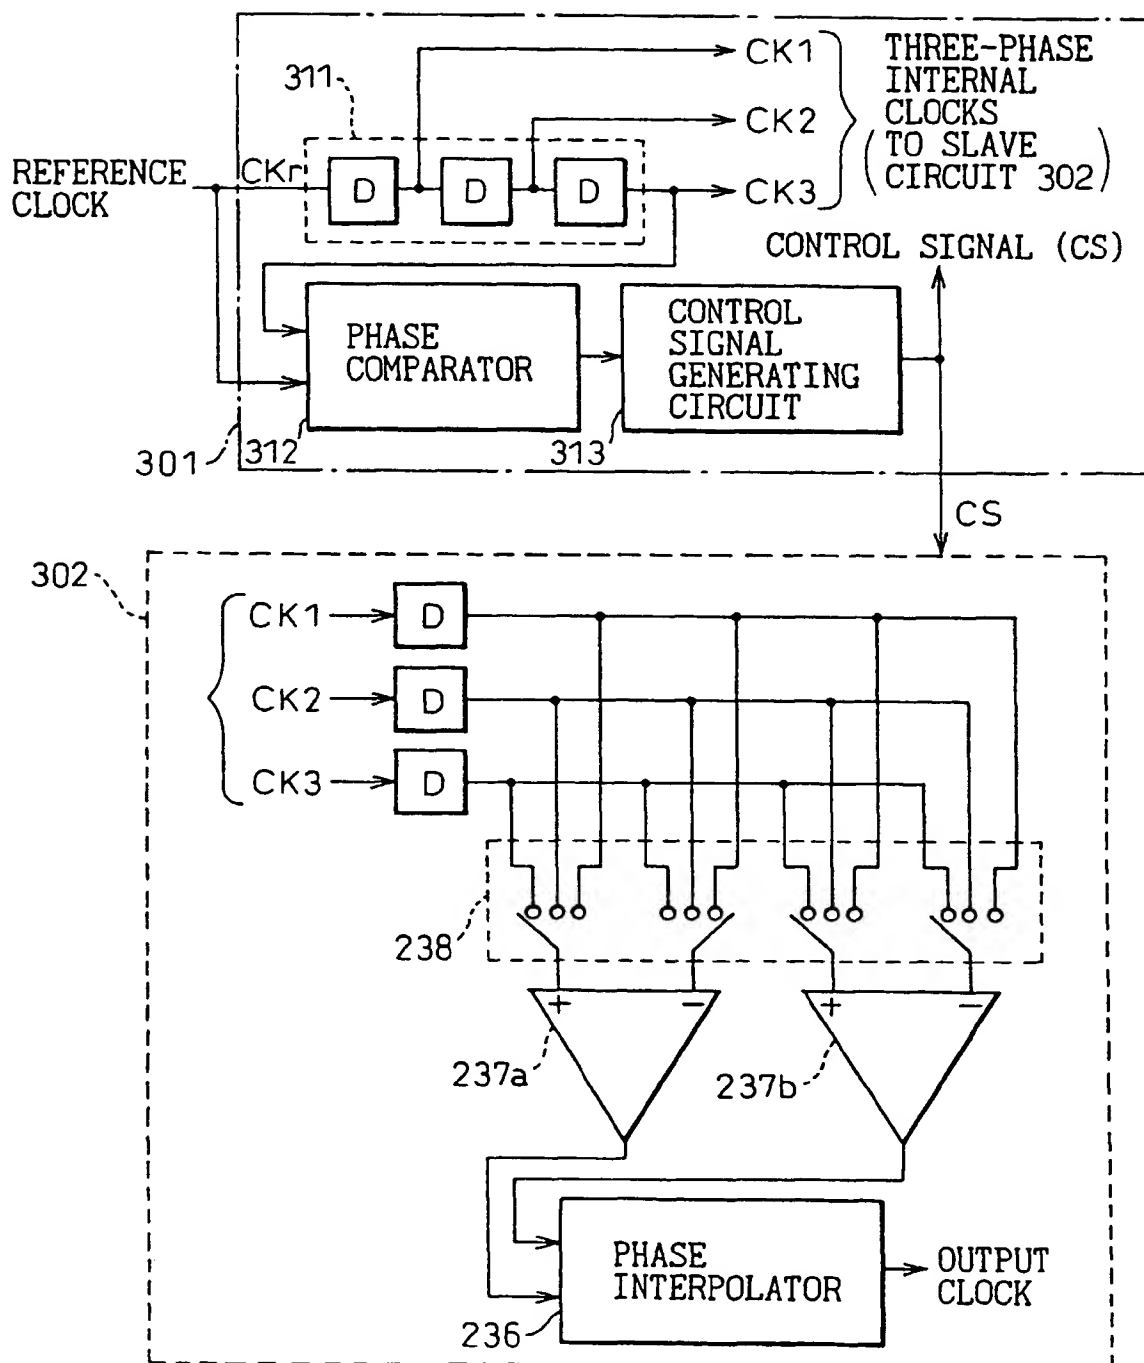 311
CK1
CK2
CK3
THREE-PHASE
INTERNAL
CLOCKS
(TO SLAVE
CIRCUIT 302)
REFERENCE
CLOCK
CKr
D
D
D
CONTROL SIGNAL (CS)
PHASE
COMPARATOR
CONTROL
SIGNAL
GENERATING
CIRCUIT
301
312
313
CS
302
CK1
D
CK2
D
CK3
D
238
+
−
+
−
237a
237b
PHASE
INTERPOLATOR
OUTPUT
CLOCK
236